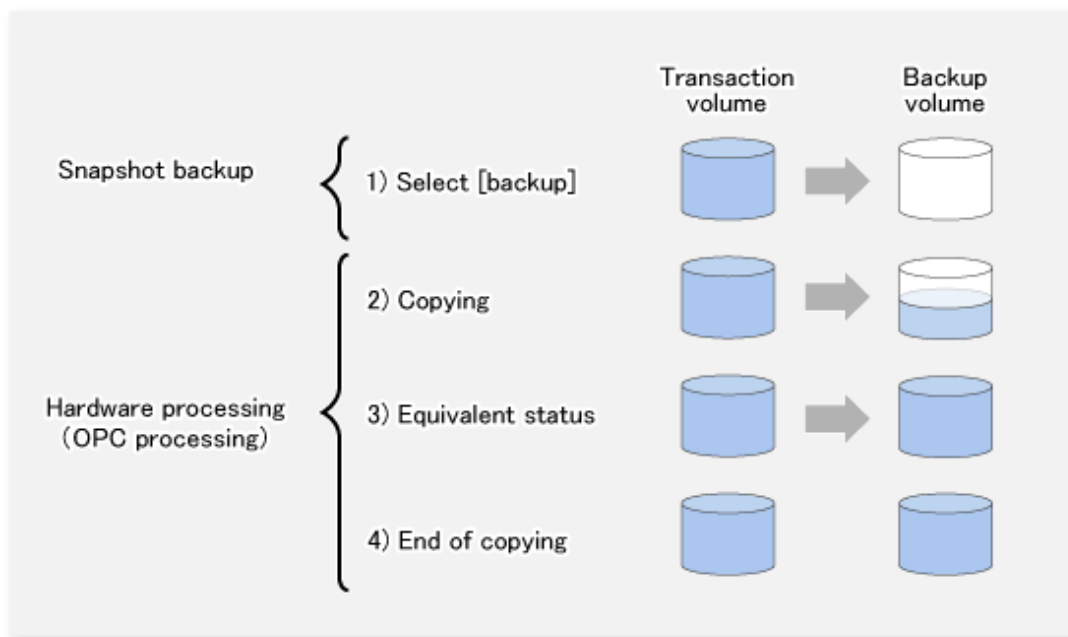 Transaction
volume
Backup
volume
Snapshot backup
1) Select [backup]
2) Copying
Hardware processing
(OPC processing)
3) Equivalent status
4) End of copying